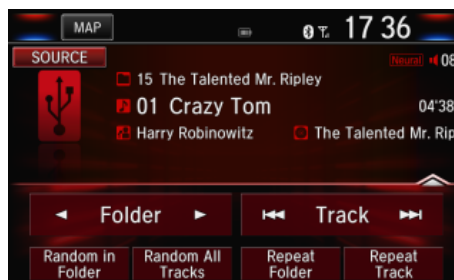 MAP
17 36
SOURCE
Neural
08
15 The Talented Mr. Ripley
01 Crazy Tom
04'38
Harry Robinowitz
The Talented Mr. Rip
Folder
Track
Random in
Folder
Random All
Tracks
Repeat
Folder
Repeat
Track